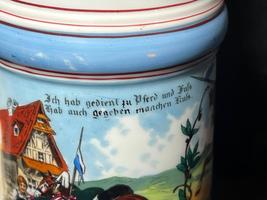 Ich hab gedient zu Pferd und Fuß
Hab auch gegeben manchen Kuß.